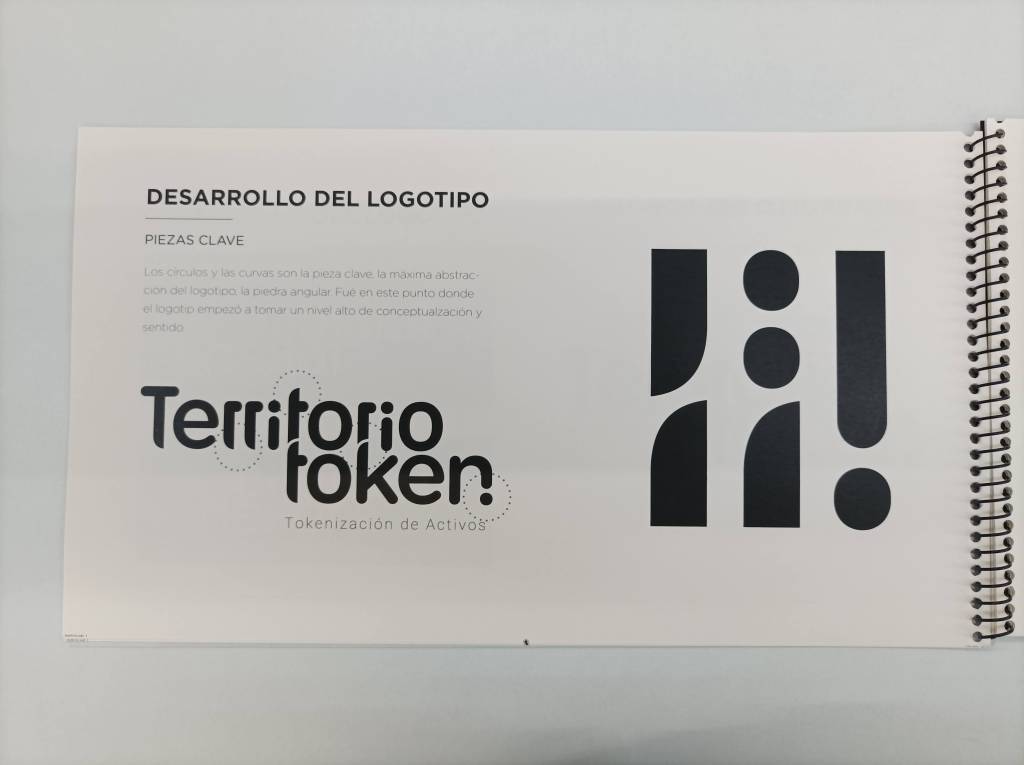 DESARROLLO DEL LOGOTIPO
PIEZAS CLAVE
Los círculos y las curvas son la pieza clave, la máxima abstrac-
ción del logotipo, la piedra angular. Fué en este punto donde
el logotip empezó a tomar un nivel alto de conceptualzación y
sentido
Territorio
token
Tokenización de Activos